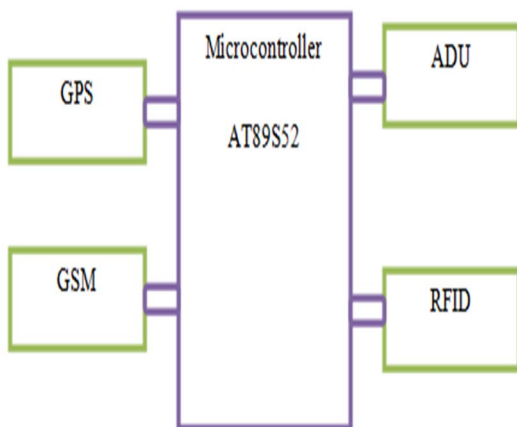 Microcontroller
AT89S52
GPS
GSM
ADU
RFID